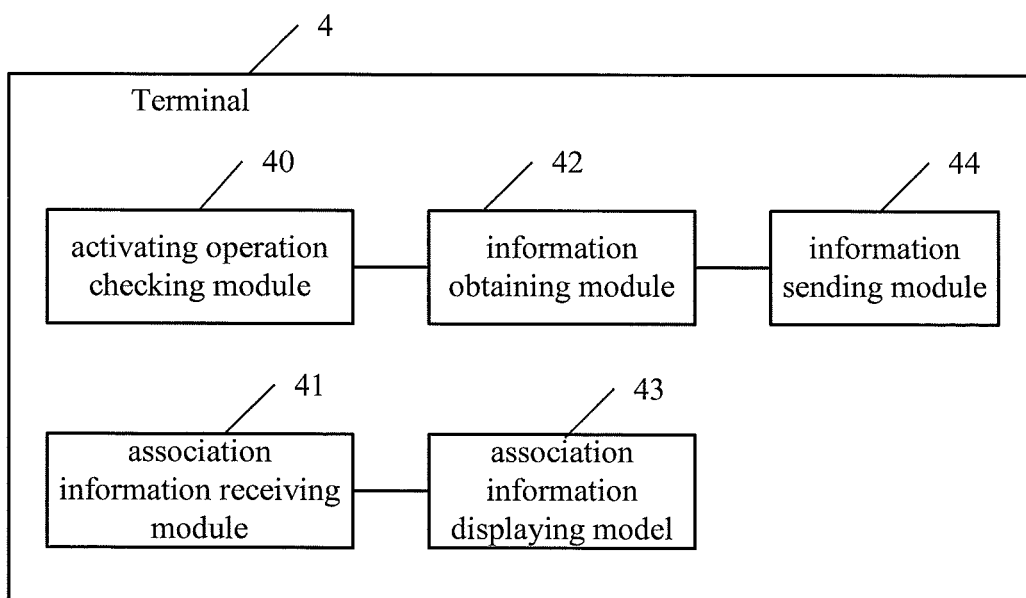 4
Terminal
40
42
44
activating operation
checking module
information
obtaining module
information
sending module
41
43
association
information receiving
module
association
information
displaying model